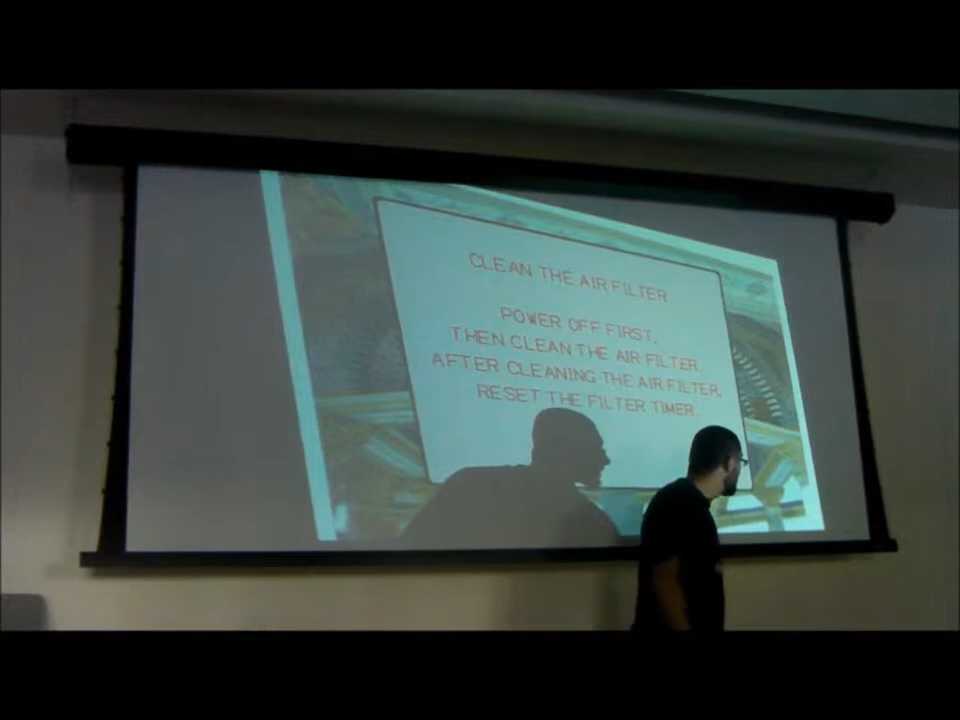 CLEAN THE AIR FILTER
POWER OFF FIRST.
THEN CLEAN THE AIR FILTER.
AFTER CLEANING THE AIR FILTER,
RESET THE FILTER TIMER.